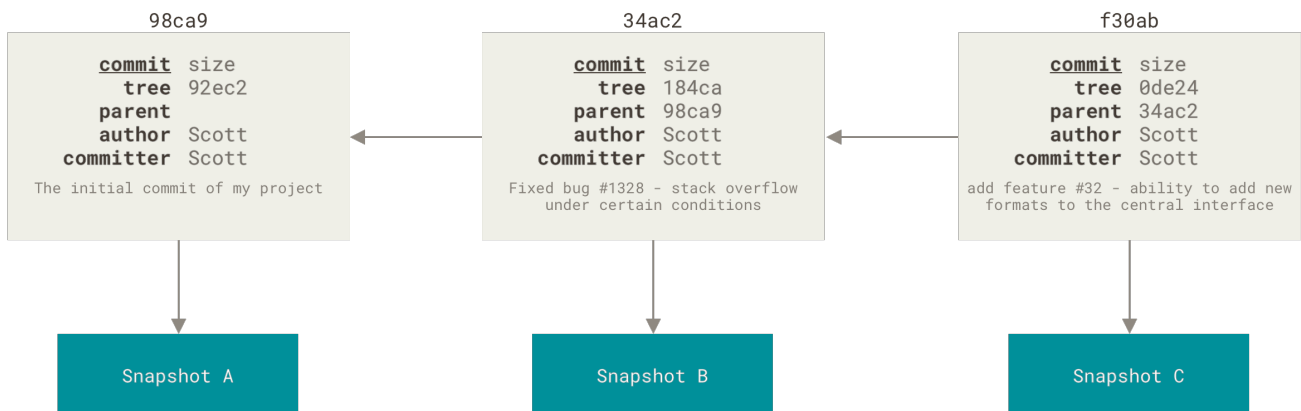 98ca9
commit size
tree 92ec2
parent
author Scott
committer Scott
The initial commit of my project
Snapshot A
34ac2
commit size
tree 184ca
parent 98ca9
author Scott
committer Scott
Fixed bug #1328 - stack overflow
under certain conditions
Snapshot B
f30ab
commit size
tree 0de24
parent 34ac2
author Scott
committer Scott
add feature #32 - ability to add new
formats to the central interface
Snapshot C